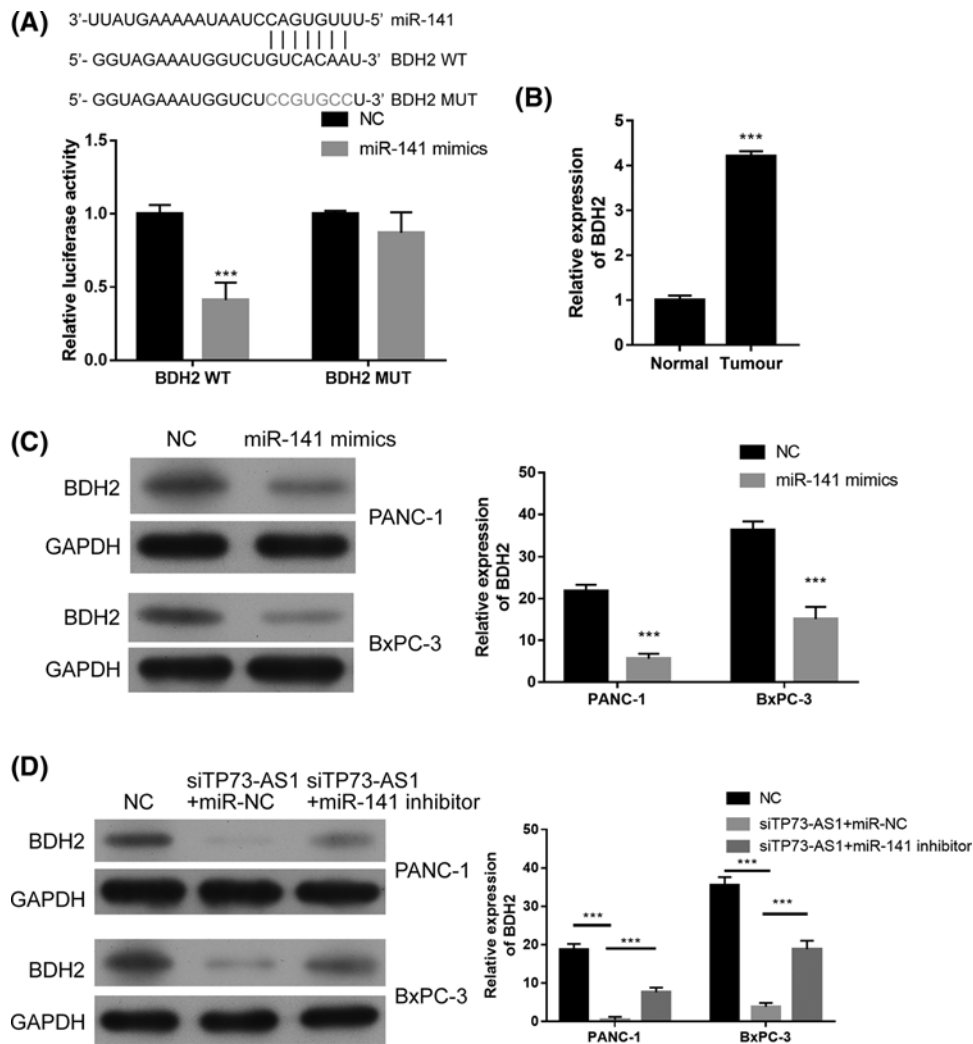 (A)
3'-UUAUGAAAAAUAAUCCAGUGUUU-5' miR-141
5'- GGUAGAAAUGGUCUGUCACAAU-3' BDH2 WT
5'- GGUAGAAAUGGUCUCCGUGCCU-3' BDH2 MUT
NC
miR-141 mimics
Relative luciferase activity
1.5
1.0
0.5
0.0
***
BDH2 WT
BDH2 MUT
(B)
Relative expression
of BDH2
5
4
2
1
0
***
Normal
Tumour
(C)
NC
miR-141 mimics
BDH2
GAPDH
PANC-1
BDH2
GAPDH
BxPC-3
NC
miR-141 mimics
Relative expression
of BDH2
50
40
30
20
10
0
***
***
PANC-1
BxPC-3
(D)
NC
siTP73-AS1
+miR-NC
siTP73-AS1
+miR-141 inhibitor
BDH2
GAPDH
PANC-1
BDH2
GAPDH
BxPC-3
NC
siTP73-AS1+miR-NC
siTP73-AS1+miR-141 inhibitor
Relative expression
of BDH2
50
40
30
20
10
0
***
***
***
***
PANC-1
BxPC-3